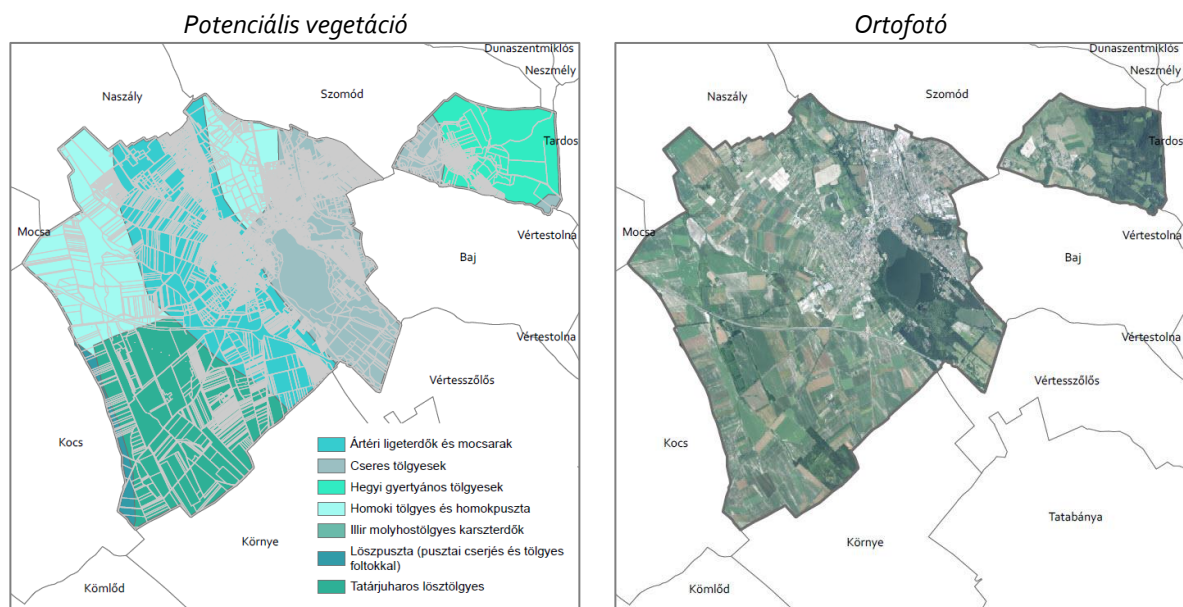 Potenciális vegetáció
Dunaszentmiklós
Neszmély
Naszály
Szomód
Tardos
Mocsa
Vértestolna
Baj
Vértestolna
Vértesszőlős
Kocs
Környe
Kömlőd
Ártéri ligeterdők és mocsarak
Cseres tölgyesek
Hegyi gyertyános tölgyesek
Homoki tölgyes és homokpuszta
Illir molyhostölgyes karszterdők
Löszpuszta (pusztai cserjés és tölgyes
foltokkal)
Tatárjuharos lösztölgyes
Ortofotó
Dunaszentmiklós
Neszmély
Naszály
Szomód
Tardos
Mocsa
Vértestolna
Baj
Vértestolna
Vértesszőlős
Kocs
Tatabánya
Környe
Kömlőd